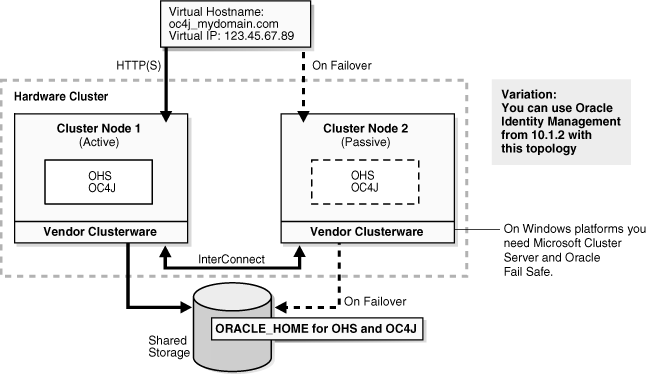 Virtual Hostname:
oc4j_mydomain.com
Virtual IP: 123.45.67.89
HTTP(S)
On Failover
Hardware Cluster
Variation:
You can use Oracle
Identity Management
from 10.1.2 with
this topology
Cluster Node 1
(Active)
OHS
OC4J
Vendor Clusterware
Cluster Node 2
(Passive)
OHS
OC4J
Vendor Clusterware
On Windows platforms you
need Microsoft Cluster
Server and Oracle
Fail Safe.
InterConnect
On Failover
ORACLE_HOME for OHS and OC4J
Shared
Storage